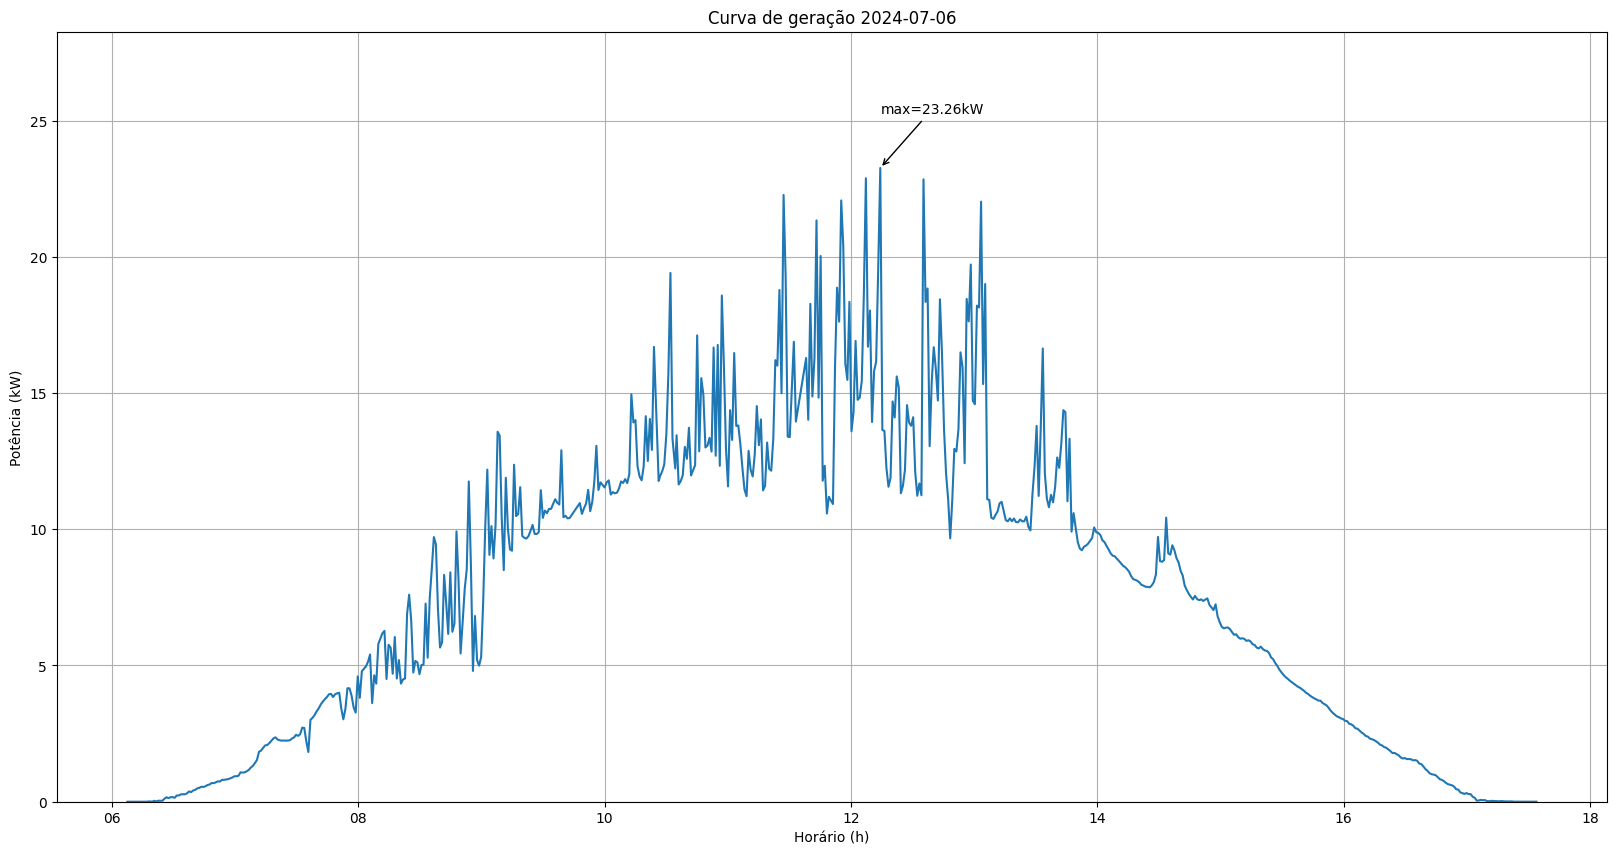 Curva de geração 2024-07-06
max=23.26kW
Potência (kW)
25
20
15
10
5
0
06 08 10 12 14 16 18
Horário (h)